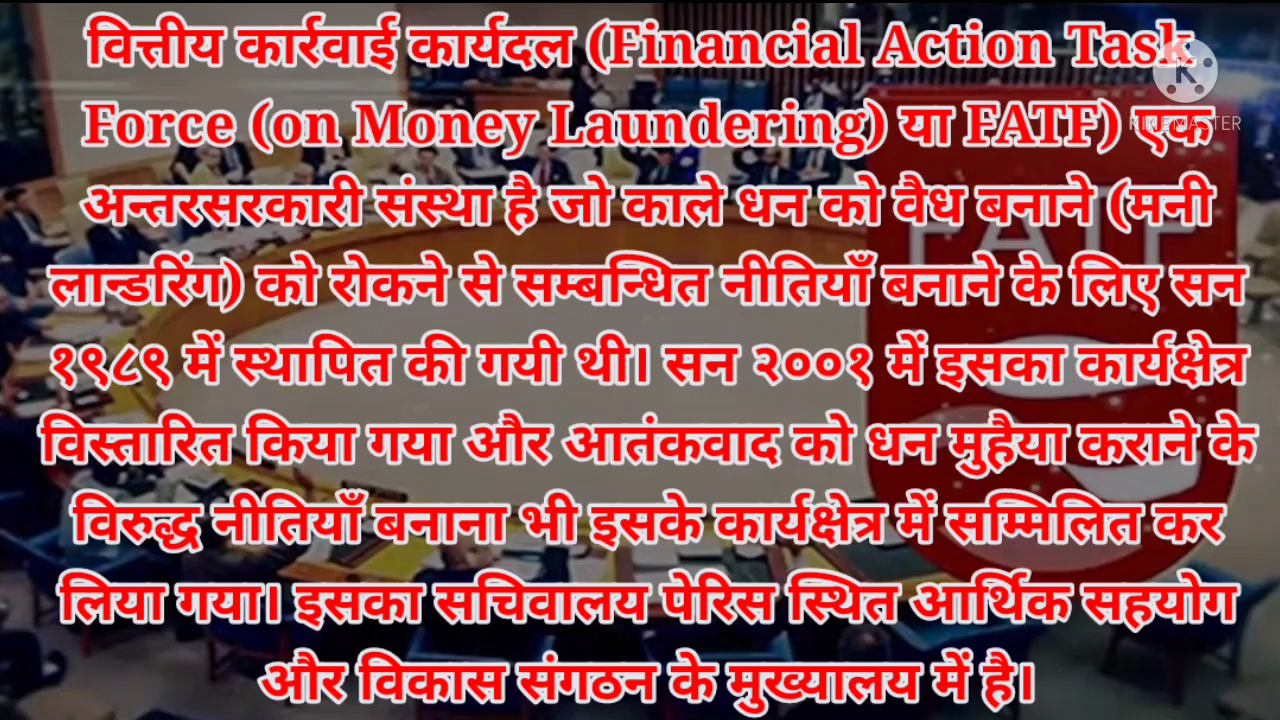 वित्तीय कार्रवाई कार्यदल (Financial Action Task
Force (on Money Laundering) या FATF) एक
अन्तरसरकारी संस्था है जो काले धन को वैध बनाने (मनी
लान्डरिंग) को रोकने से सम्बन्धित नीतियाँ बनाने के लिए सन
१९८९ में स्थापित की गयी थी। सन २००१ में इसका कार्यक्षेत्र
विस्तारित किया गया और आतंकवाद को धन मुहैया कराने के
विरुद्ध नीतियाँ बनाना भी इसके कार्यक्षेत्र में सम्मिलित कर
लिया गया। इसका सचिवालय पेरिस स्थित आर्थिक सहयोग
और विकास संगठन के मुख्यालय में है।
K
KINEMASTER
FATF